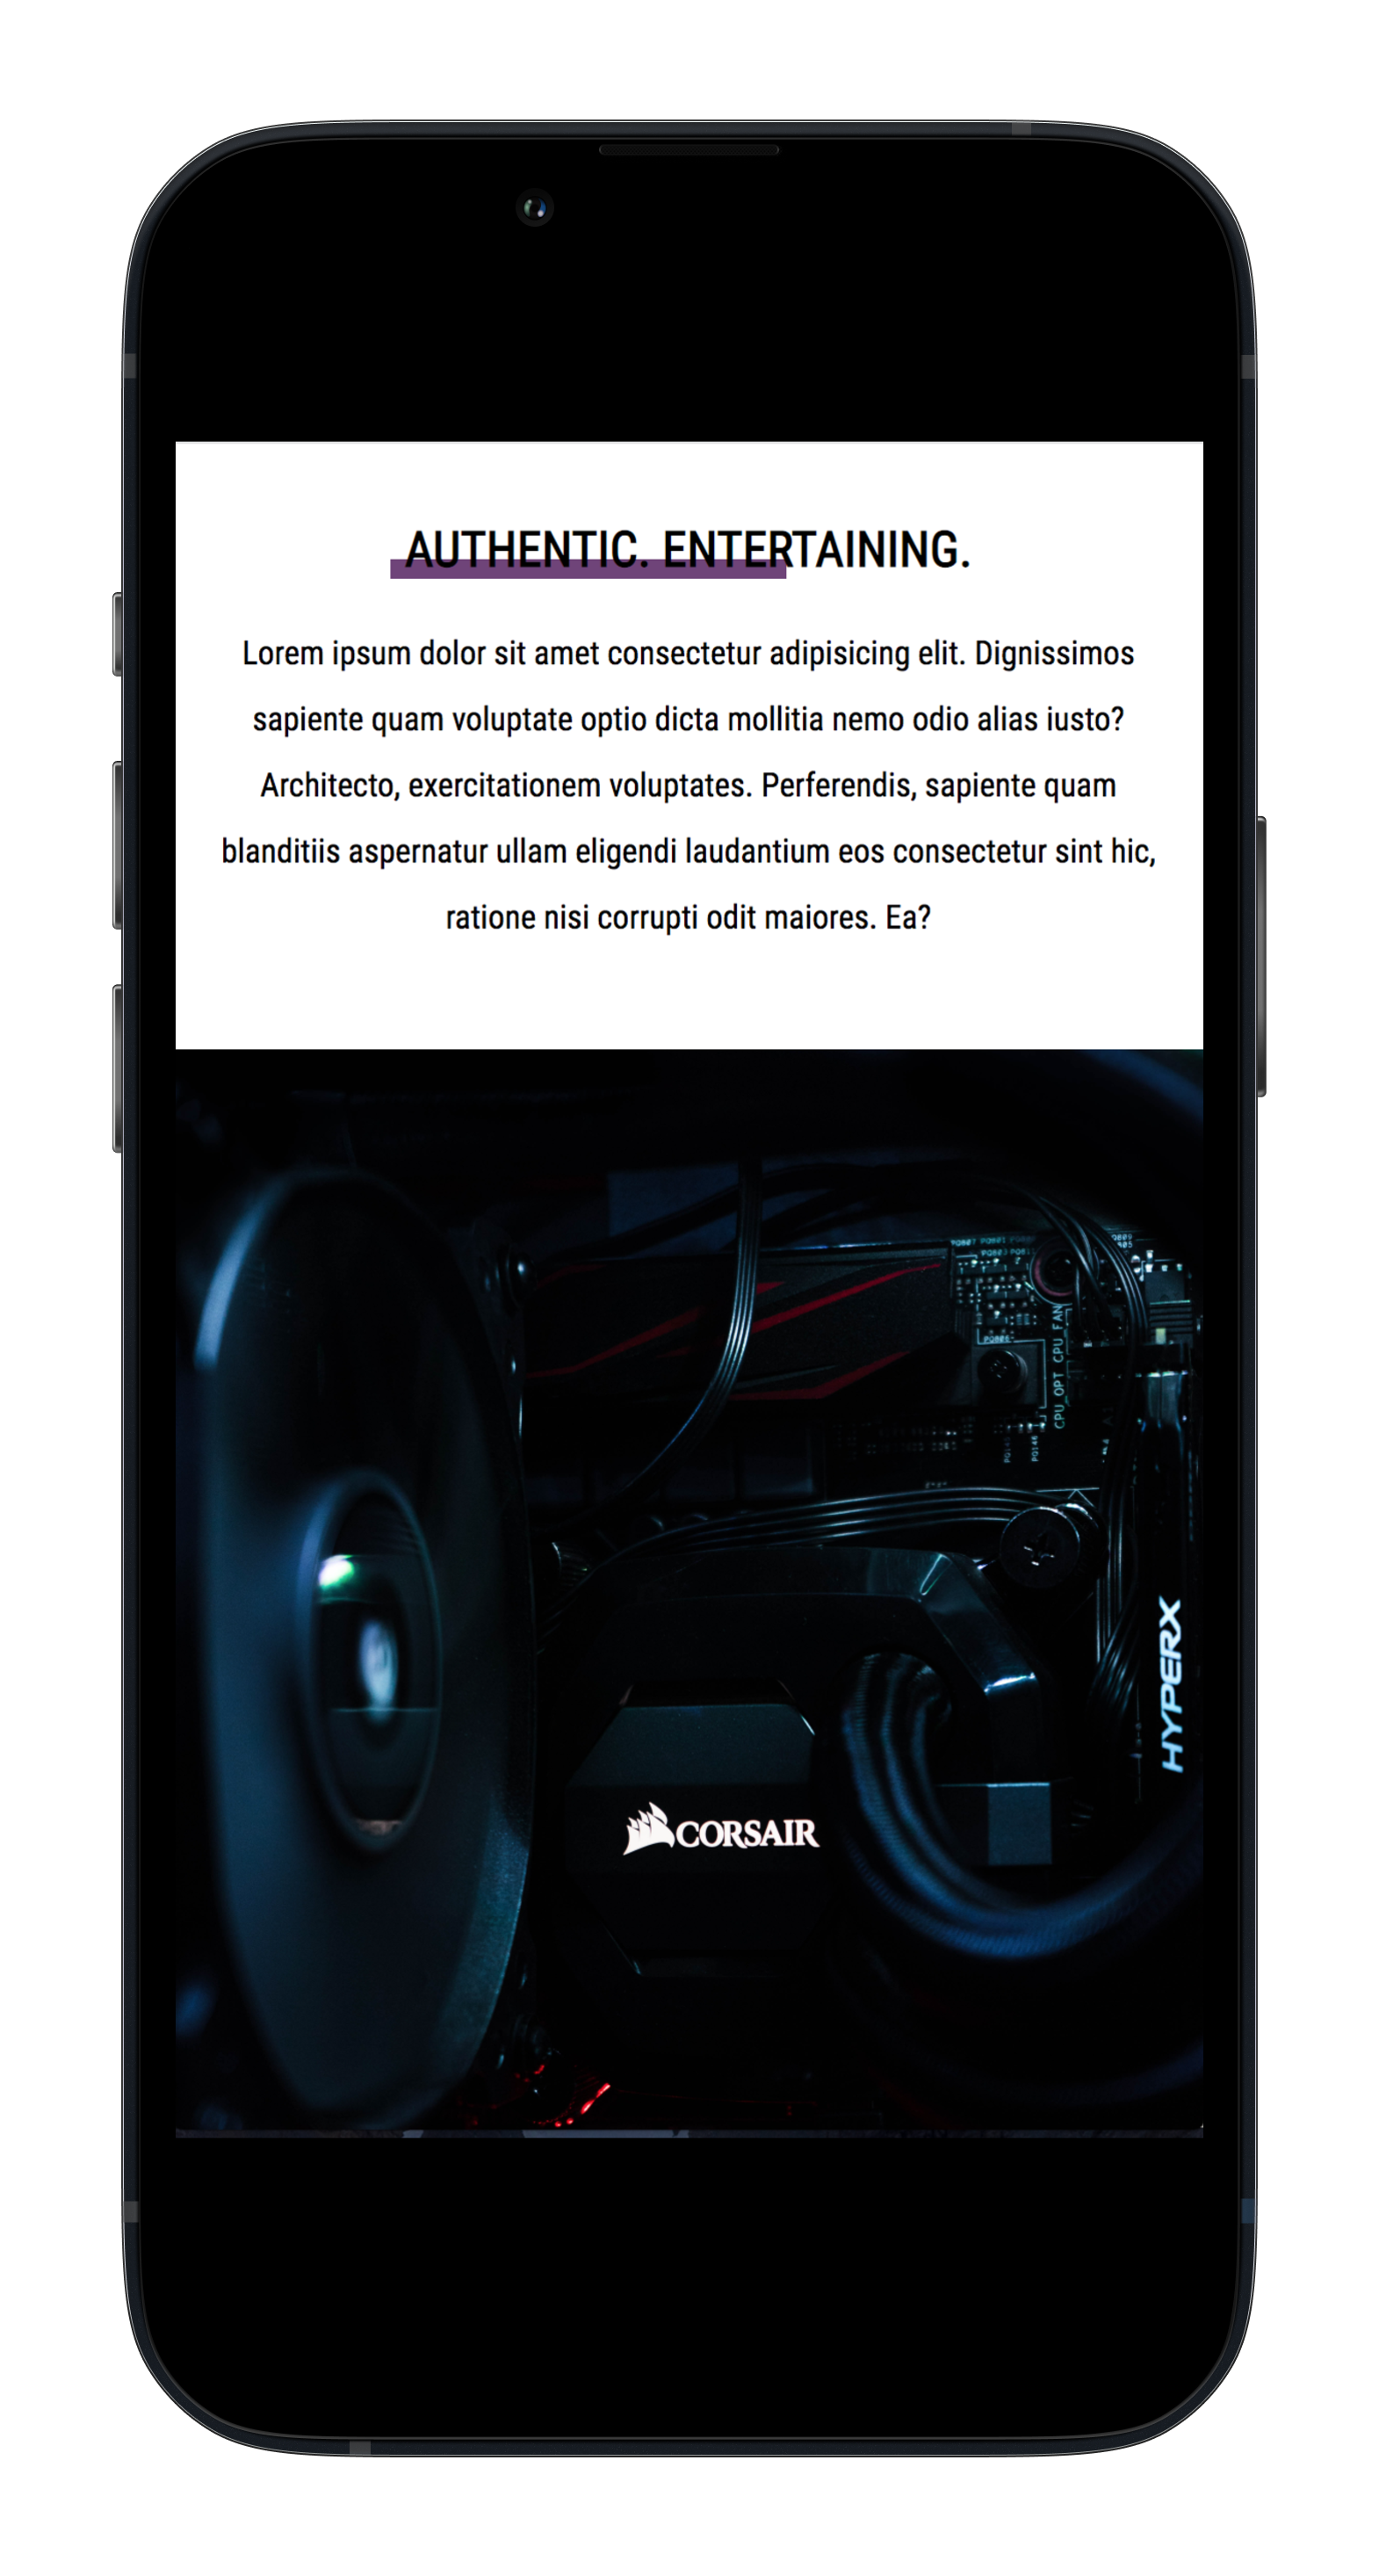 AUTHENTIC. ENTERTAINING.
Lorem ipsum dolor sit amet consectetur adipisicing elit. Dignissimos
sapiente quam voluptate optio dicta mollitia nemo odio alias iusto?
Architecto, exercitationem voluptates. Perferendis, sapiente quam
blanditiis aspernatur ullam eligendi laudantium eos consectetur sint hic,
ratione nisi corrupti odit maiores. Ea?
CPU_OPT CPU_FAN
HYPERX
CORSAIR